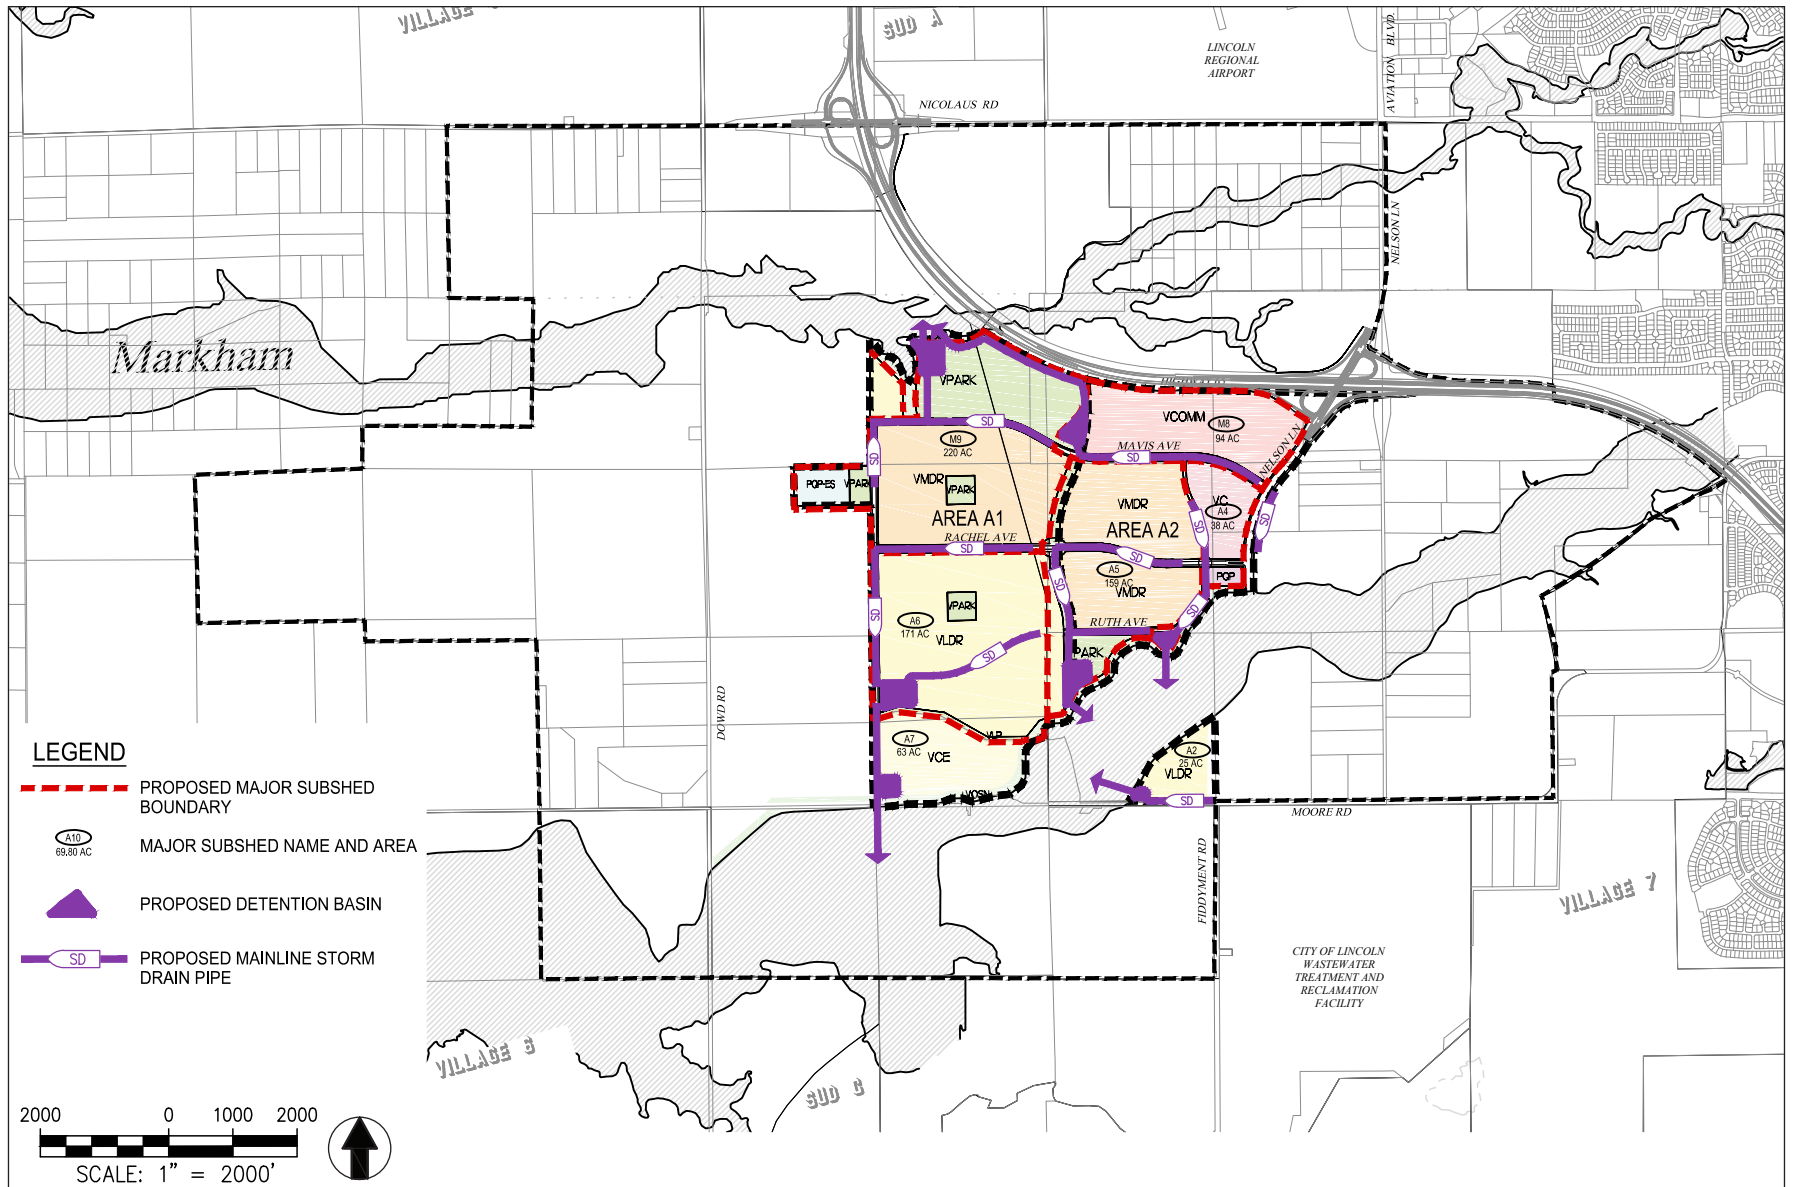 VILLAGE
SUD A
LINCOLN
REGIONAL
AIRPORT
AVIATION BLVD.
NICOLAUS RD
NELSON LN
Markham
VPARK
VCOMM
M8
94 AC
MAVIS AVE
NELSON LN
SD
SD
SD
SD
M9
220 AC
VMDR
VPARK
PQP-ES
VPARK
AREA A1
RACHEL AVE
SD
VMDR
AREA A2
VC
A4
38 AC
SD
SD
SD
A5
159 AC
VMDR
PQP
SD
RUTH AVE
PARK
VPARK
A6
171 AC
VLDR
SD
SD
DOWD RD
A7
63 AC
VCE
VLP
VOSN
A2
25 AC
VLDR
SD
MOORE RD
FIDDYMENT RD
VILLAGE 7
CITY OF LINCOLN
WASTEWATER
TREATMENT AND
RECLAMATION
FACILITY
VILLAGE 6
SUD C
LEGEND
PROPOSED MAJOR SUBSHED
BOUNDARY
A10
69.80 AC
MAJOR SUBSHED NAME AND AREA
PROPOSED DETENTION BASIN
SD
PROPOSED MAINLINE STORM
DRAIN PIPE
2000 0 1000 2000
SCALE: 1" = 2000'